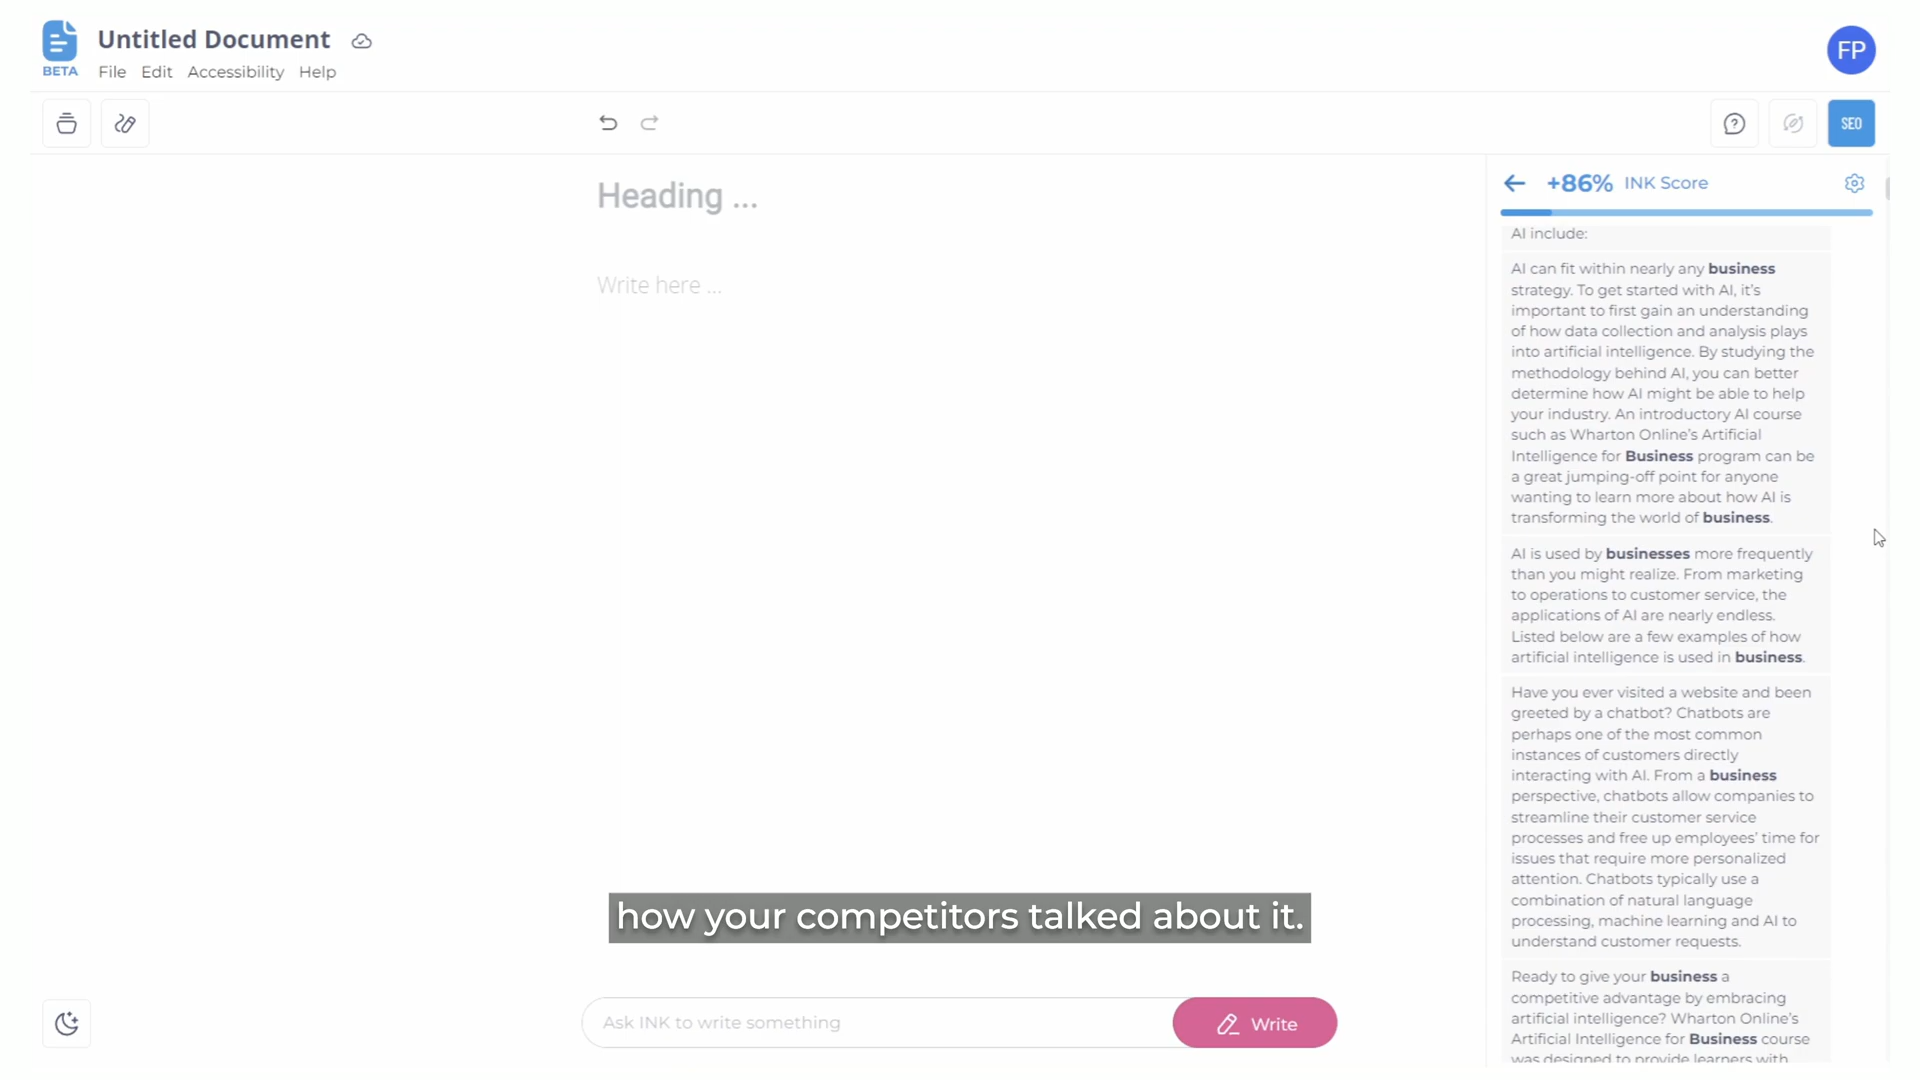 Untitled Document
BETA
File Edit Accessibility Help
FP
SEO
Heading ...
Write here ...
+86% INK Score
AI include:
AI can fit within nearly any business
strategy. To get started with AI, it's
important to first gain an understanding
of how data collection and analysis plays
into artificial intelligence. By studying the
methodology behind AI, you can better
determine how AI might be able to help
your industry. An introductory AI course
such as Wharton Online's Artificial
Intelligence for Business program can be
a great jumping-off point for anyone
wanting to learn more about how AI is
transforming the world of business.
AI is used by businesses more frequently
than you might realize. From marketing
to operations to customer service, the
applications of AI are nearly endless.
Listed below are a few examples of how
artificial intelligence is used in business.
Have you ever visited a website and been
greeted by a chatbot? Chatbots are
perhaps one of the most common
instances of customers directly
interacting with AI. From a business
perspective, chatbots allow companies to
streamline their customer service
processes and free up employees' time for
issues that require more personalized
attention. Chatbots typically use a
combination of natural language
processing, machine learning and AI to
understand customer requests.
Ready to give your business a
competitive advantage by embracing
artificial intelligence? Wharton Online's
Artificial Intelligence for Business course
was designed to provide learners with
how your competitors talked about it.
Ask INK to write something
Write